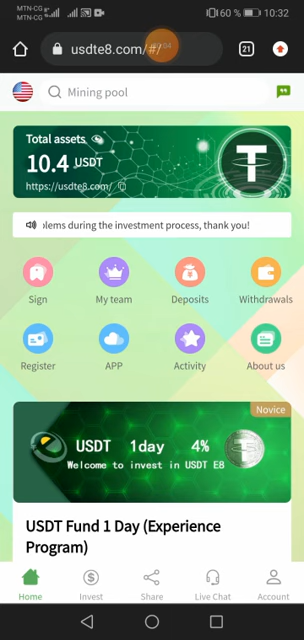 MTN-CG
MTN-CG
60 % 10:32
usdte8.com/#/
21
Mining pool
Total assets
10.4 USDT
https://usdte8.com/
lems during the investment process, thank you!
Sign My team Deposits Withdrawals
Register APP Activity About us
Novice
USDT 1day 4%
Welcome to invest in USDT E8
USDT Fund 1 Day (Experience
Program)
Home Invest Share Live Chat Account